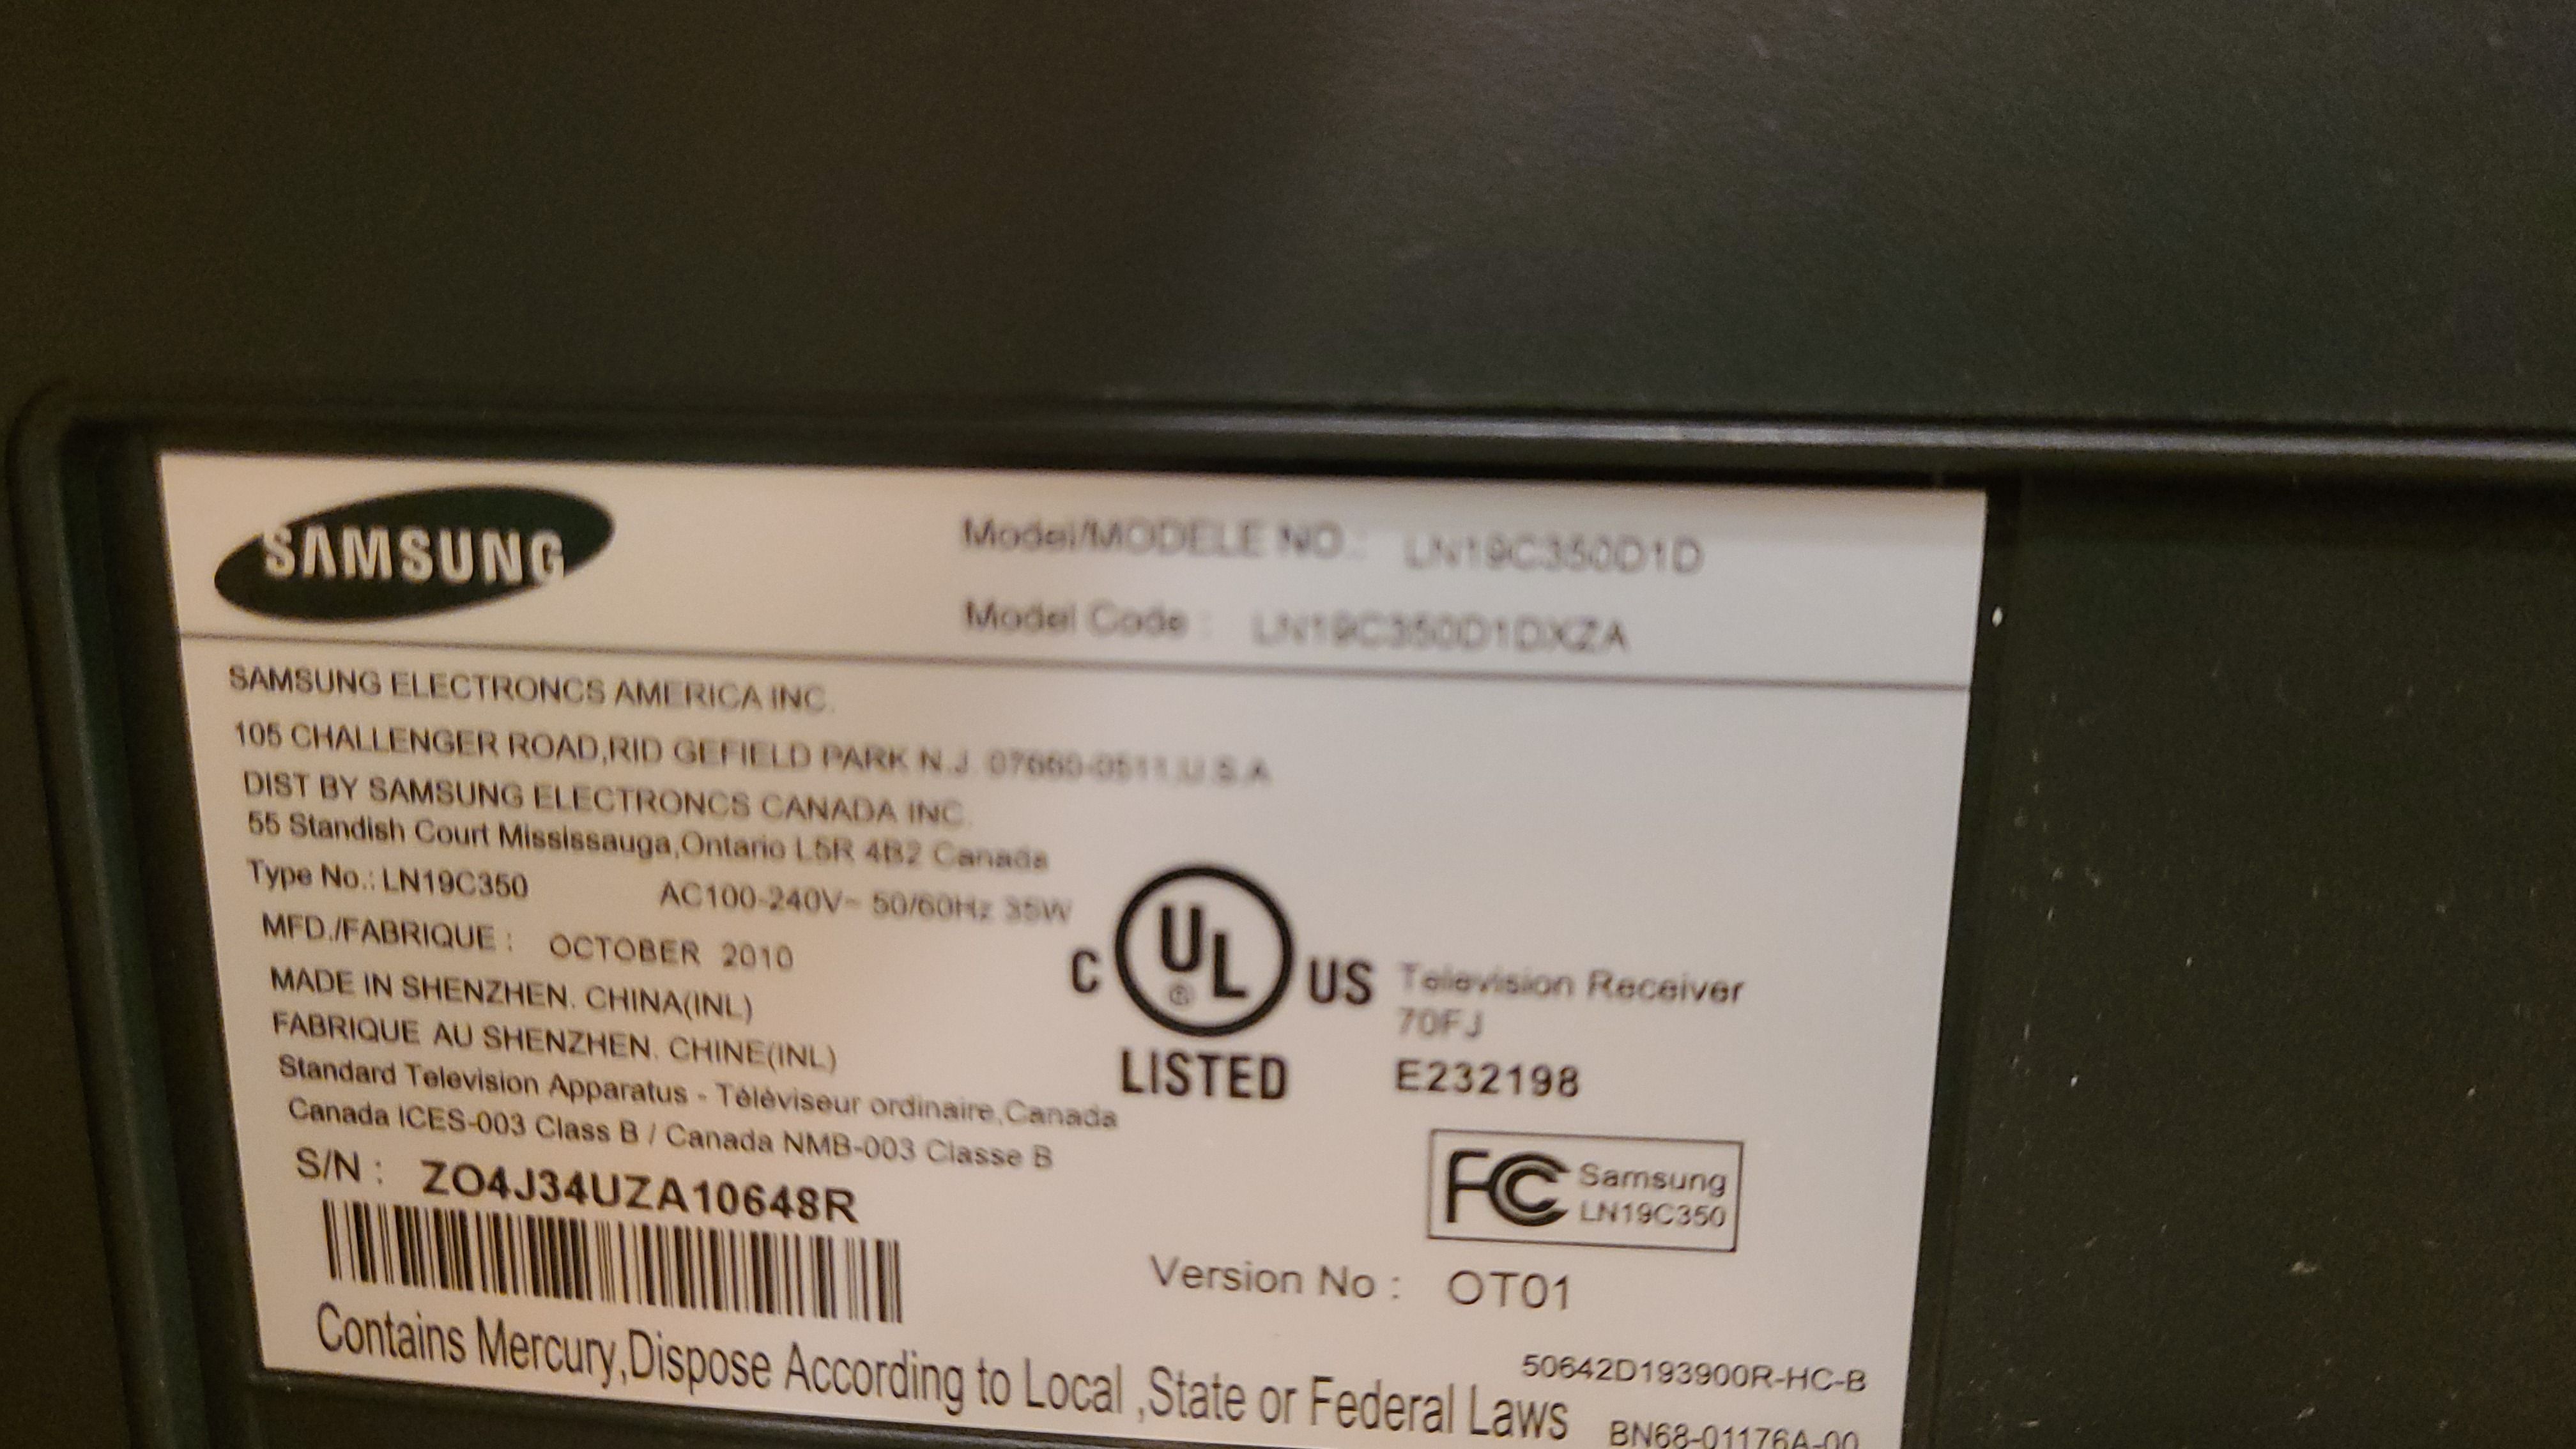 SAMSUNG
Model/MODELE NO.: LN19C350D1D
Model Code : LN19C350D1DXZA
SAMSUNG ELECTRONCS AMERICA INC.
105 CHALLENGER ROAD,RID GEFIELD PARK N.J. 07660-0511,U.S.A
DIST BY SAMSUNG ELECTRONCS CANADA INC.
55 Standish Court Mississauga,Ontario L5R 4B2 Canada
Type No.: LN19C350 AC100-240V~ 50/60Hz 35W
MFD./FABRIQUE : OCTOBER 2010
MADE IN SHENZHEN. CHINA(INL)
FABRIQUE AU SHENZHEN. CHINE(INL)
Standard Television Apparatus - Téléviseur ordinaire,Canada
Canada ICES-003 Class B / Canada NMB-003 Classe B
C UL ® US
LISTED
Television Receiver
70FJ
E232198
S/N : ZO4J34UZA10648R
FC Samsung
LN19C350
Version No : OT01
Contains Mercury,Dispose According to Local ,State or Federal Laws
50642D193900R-HC-B
BN68-01176A-00